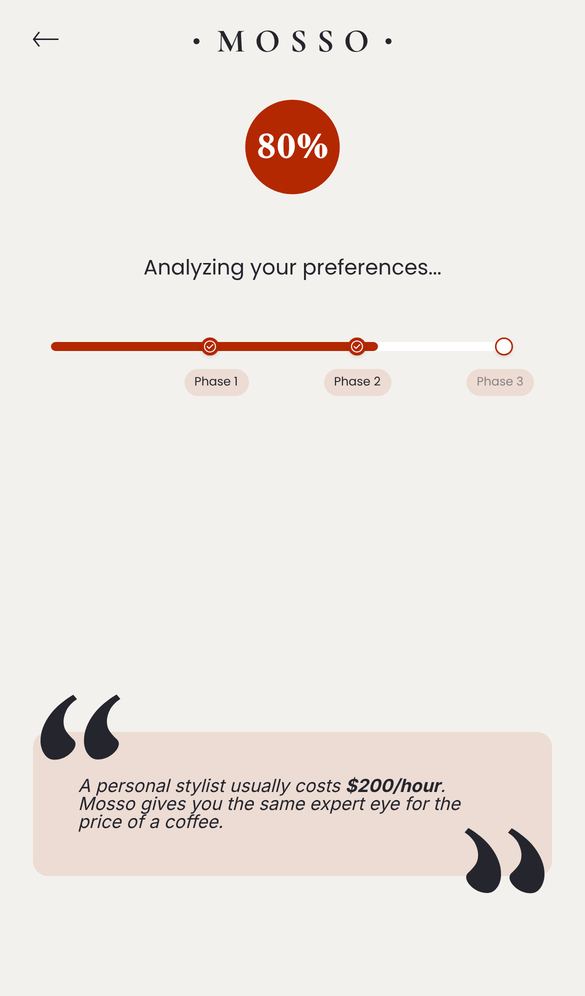 • MOSSO •
80%
Analyzing your preferences...
Phase 1 Phase 2 Phase 3
“
A personal stylist usually costs $200/hour.
Mosso gives you the same expert eye for the
price of a coffee.
”